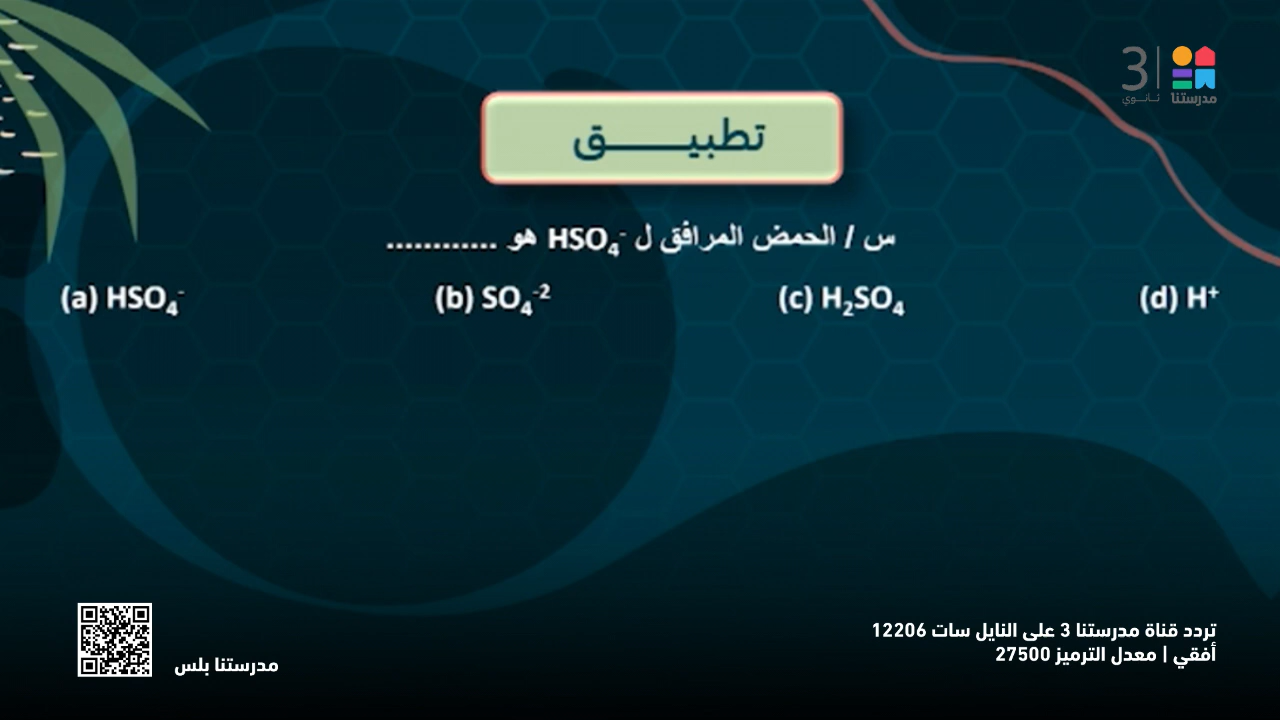 3 ثانوي مدرستنا
تطبيـــــــق
س / الحمض المرافق ل HSO₄⁻ هو ............
(a) HSO₄⁻ (b) SO₄⁻² (c) H₂SO₄ (d) H⁺
تردد قناة مدرستنا 3 على النايل سات 12206
أفقي | معدل الترميز 27500
مدرستنا بلس